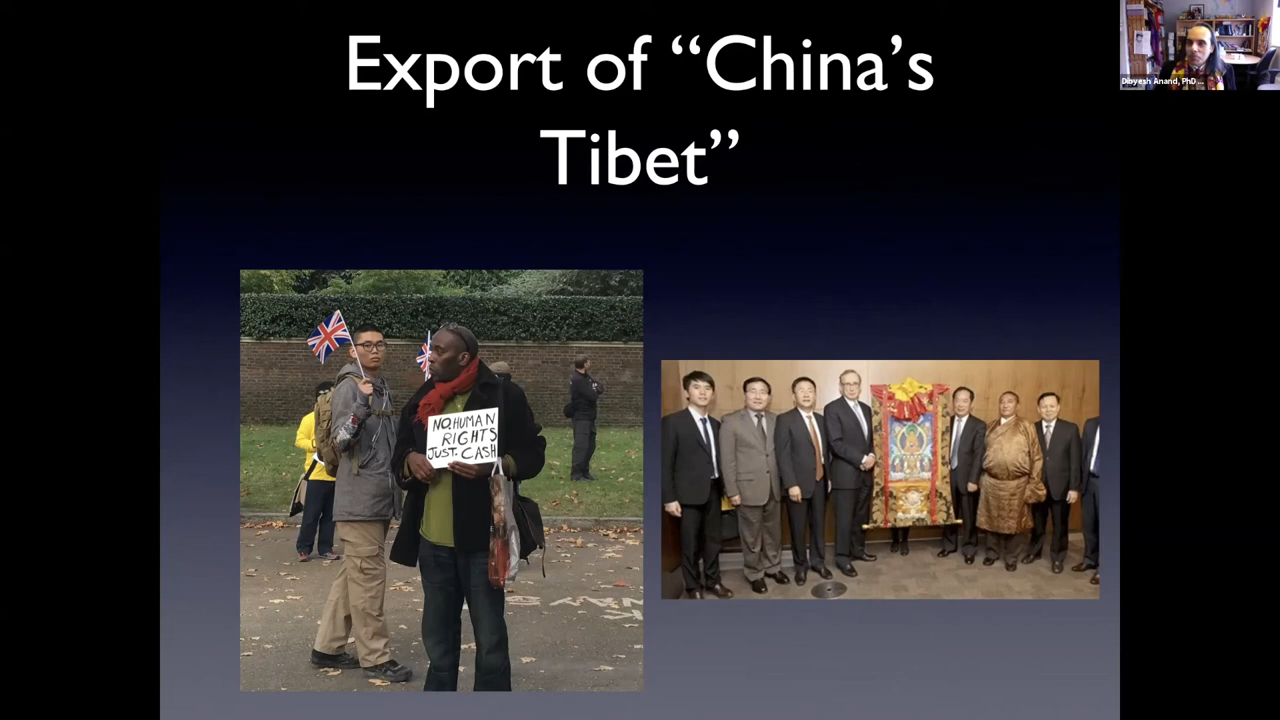 Export of “China’s
Tibet”
Dibyesh Anand, PhD ...
NO HUMAN
RIGHTS
JUST CASH